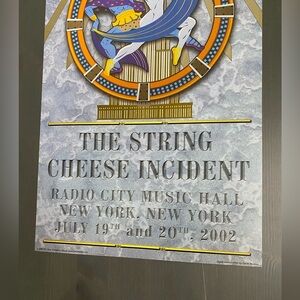 THE STRING
CHEESE INCIDENT
RADIO CITY MUSIC HALL
NEW YORK, NEW YORK
JULY 19TH and 20TH, 2002